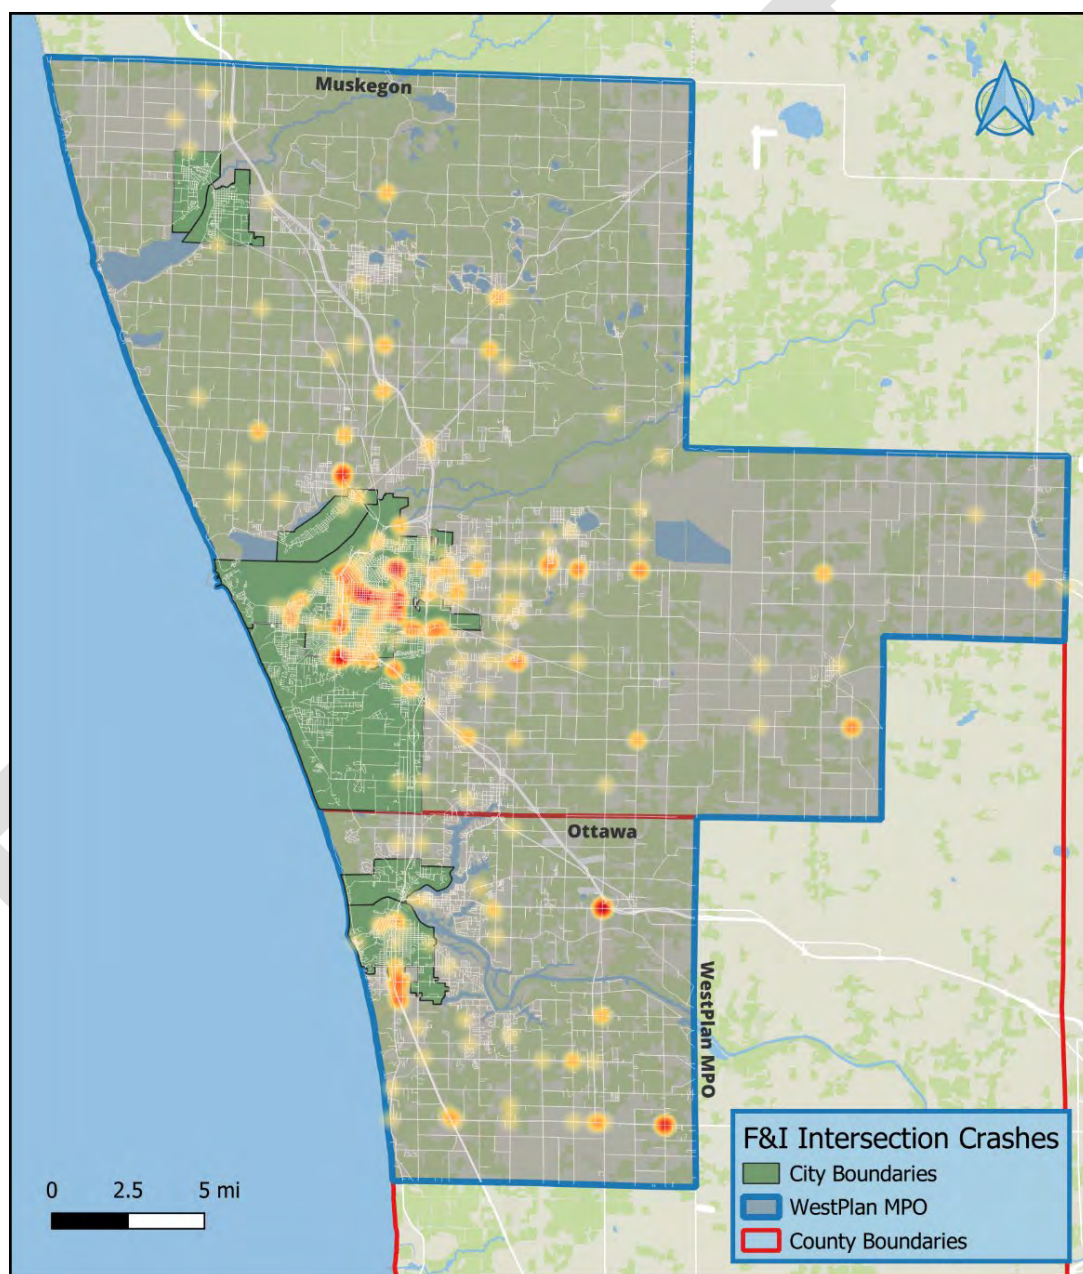 Muskegon
Ottawa
WestPlan MPO
F&I Intersection Crashes
City Boundaries
WestPlan MPO
County Boundaries
0 2.5 5 mi